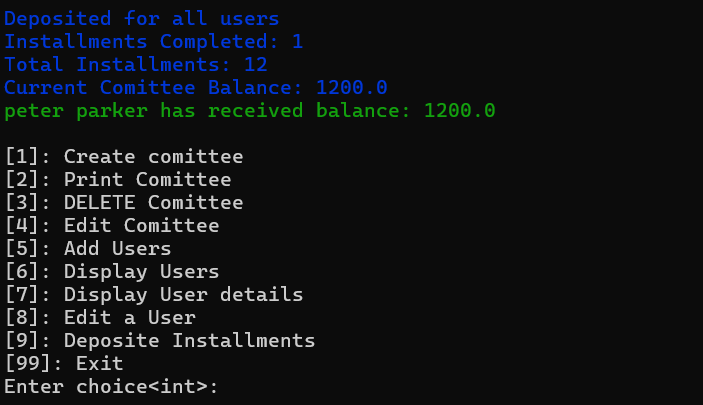 Deposited for all users
Installments Completed: 1
Total Installments: 12
Current Comittee Balance: 1200.0
peter parker has received balance: 1200.0
[1]: Create comittee
[2]: Print Comittee
[3]: DELETE Comittee
[4]: Edit Comittee
[5]: Add Users
[6]: Display Users
[7]: Display User details
[8]: Edit a User
[9]: Deposite Installments
[99]: Exit
Enter choice<int>: